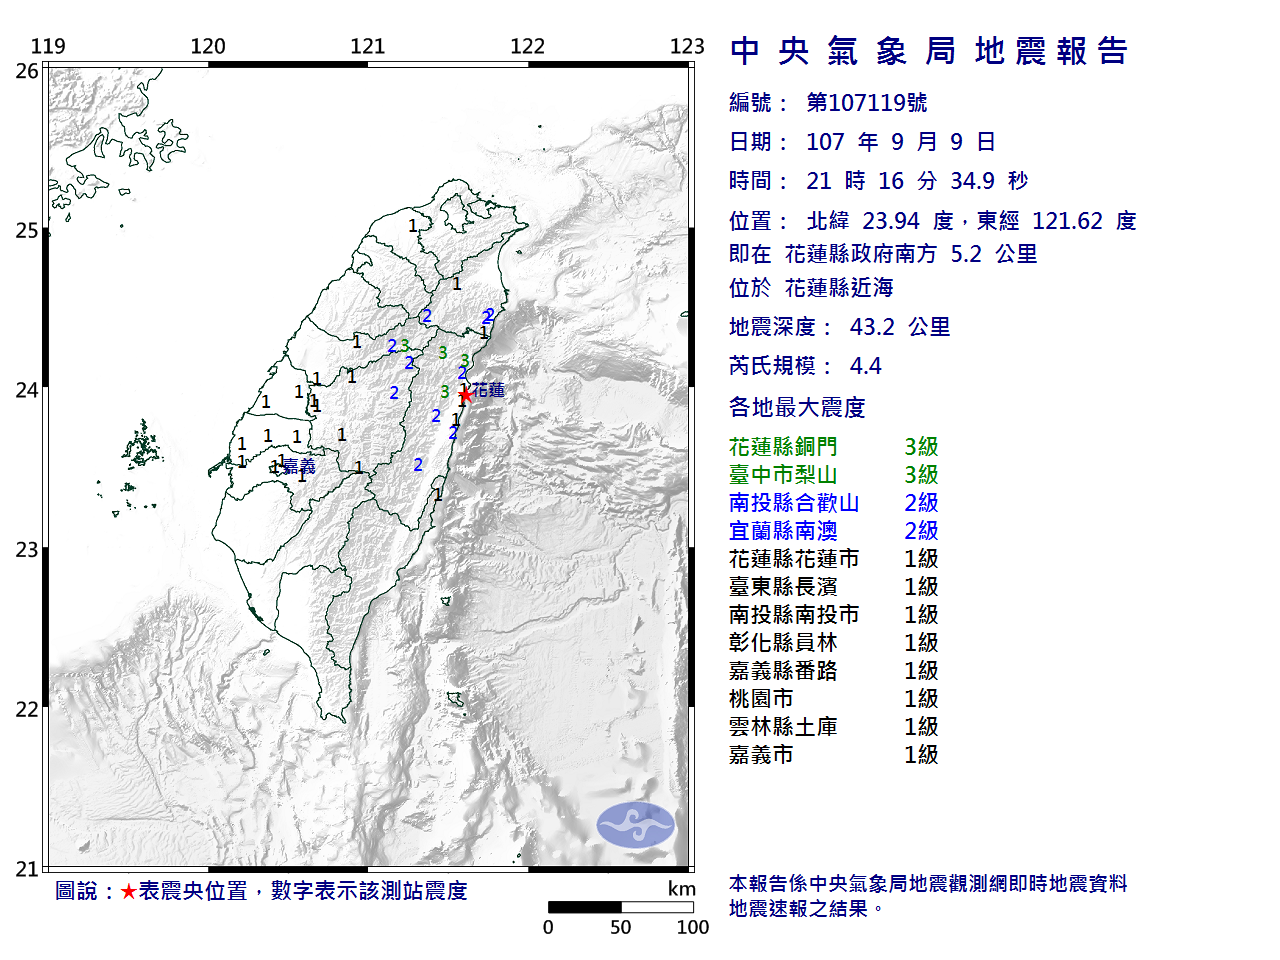 119 120 121 122 123
26
25
24
23
22
21
1
1
2
2
2
1
1
2
3
3
3
2
2
1
1
2
3
花蓮
1
1
1
1
1
1
1
2
1
2
1
1
1
1
1
1
1
1
嘉義
1
1
2
1
圖說：★表震央位置，數字表示該測站震度
km
0 50 100
中央氣象局地震報告
編號： 第107119號
日期： 107 年 9 月 9 日
時間： 21 時 16 分 34.9 秒
位置： 北緯 23.94 度，東經 121.62 度
即在 花蓮縣政府南方 5.2 公里
位於 花蓮縣近海
地震深度： 43.2 公里
芮氏規模： 4.4
各地最大震度
花蓮縣銅門 3級
臺中市梨山 3級
南投縣合歡山 2級
宜蘭縣南澳 2級
花蓮縣花蓮市 1級
臺東縣長濱 1級
南投縣南投市 1級
彰化縣員林 1級
嘉義縣番路 1級
桃園市 1級
雲林縣土庫 1級
嘉義市 1級
本報告係中央氣象局地震觀測網即時地震資料
地震速報之結果。